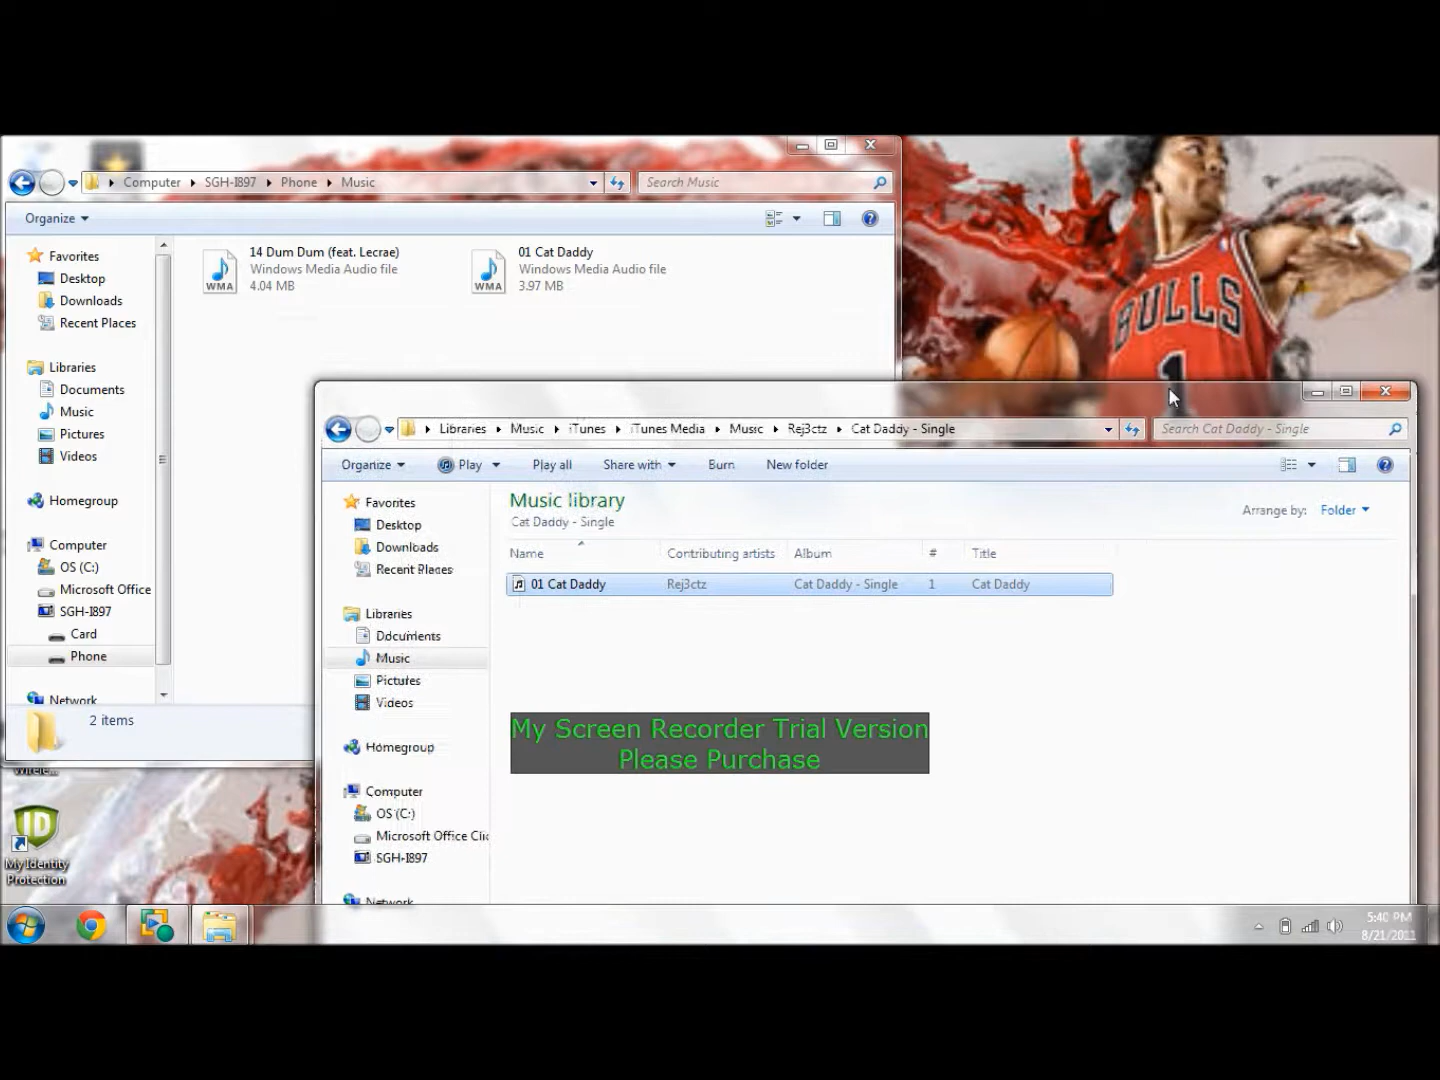 Computer SGH-I897 Phone Music
Search Music
Organize
Favorites
Desktop
Downloads
Recent Places
Libraries
Documents
Music
Pictures
Videos
Homegroup
Computer
OS (C:)
Microsoft Office
SGH-I897
Card
Phone
Network
2 items
14 Dum Dum (feat. Lecrae)
Windows Media Audio file
4.04 MB
WMA
01 Cat Daddy
Windows Media Audio file
3.97 MB
WMA
BULLS
1
Libraries Music iTunes iTunes Media Music Rej3ctz Cat Daddy - Single
Search Cat Daddy - Single
Organize Play Play all Share with Burn New folder
Favorites
Desktop
Downloads
Recent Places
Libraries
Documents
Music
Pictures
Videos
Homegroup
Computer
OS (C:)
Microsoft Office Clic
SGH-I897
Network
Music library
Cat Daddy - Single
Arrange by: Folder
Name Contributing artists Album # Title
01 Cat Daddy Rej3ctz Cat Daddy - Single 1 Cat Daddy
My Screen Recorder Trial Version
Please Purchase
ID
My Identity
Protection
5:40 PM
8/21/2011